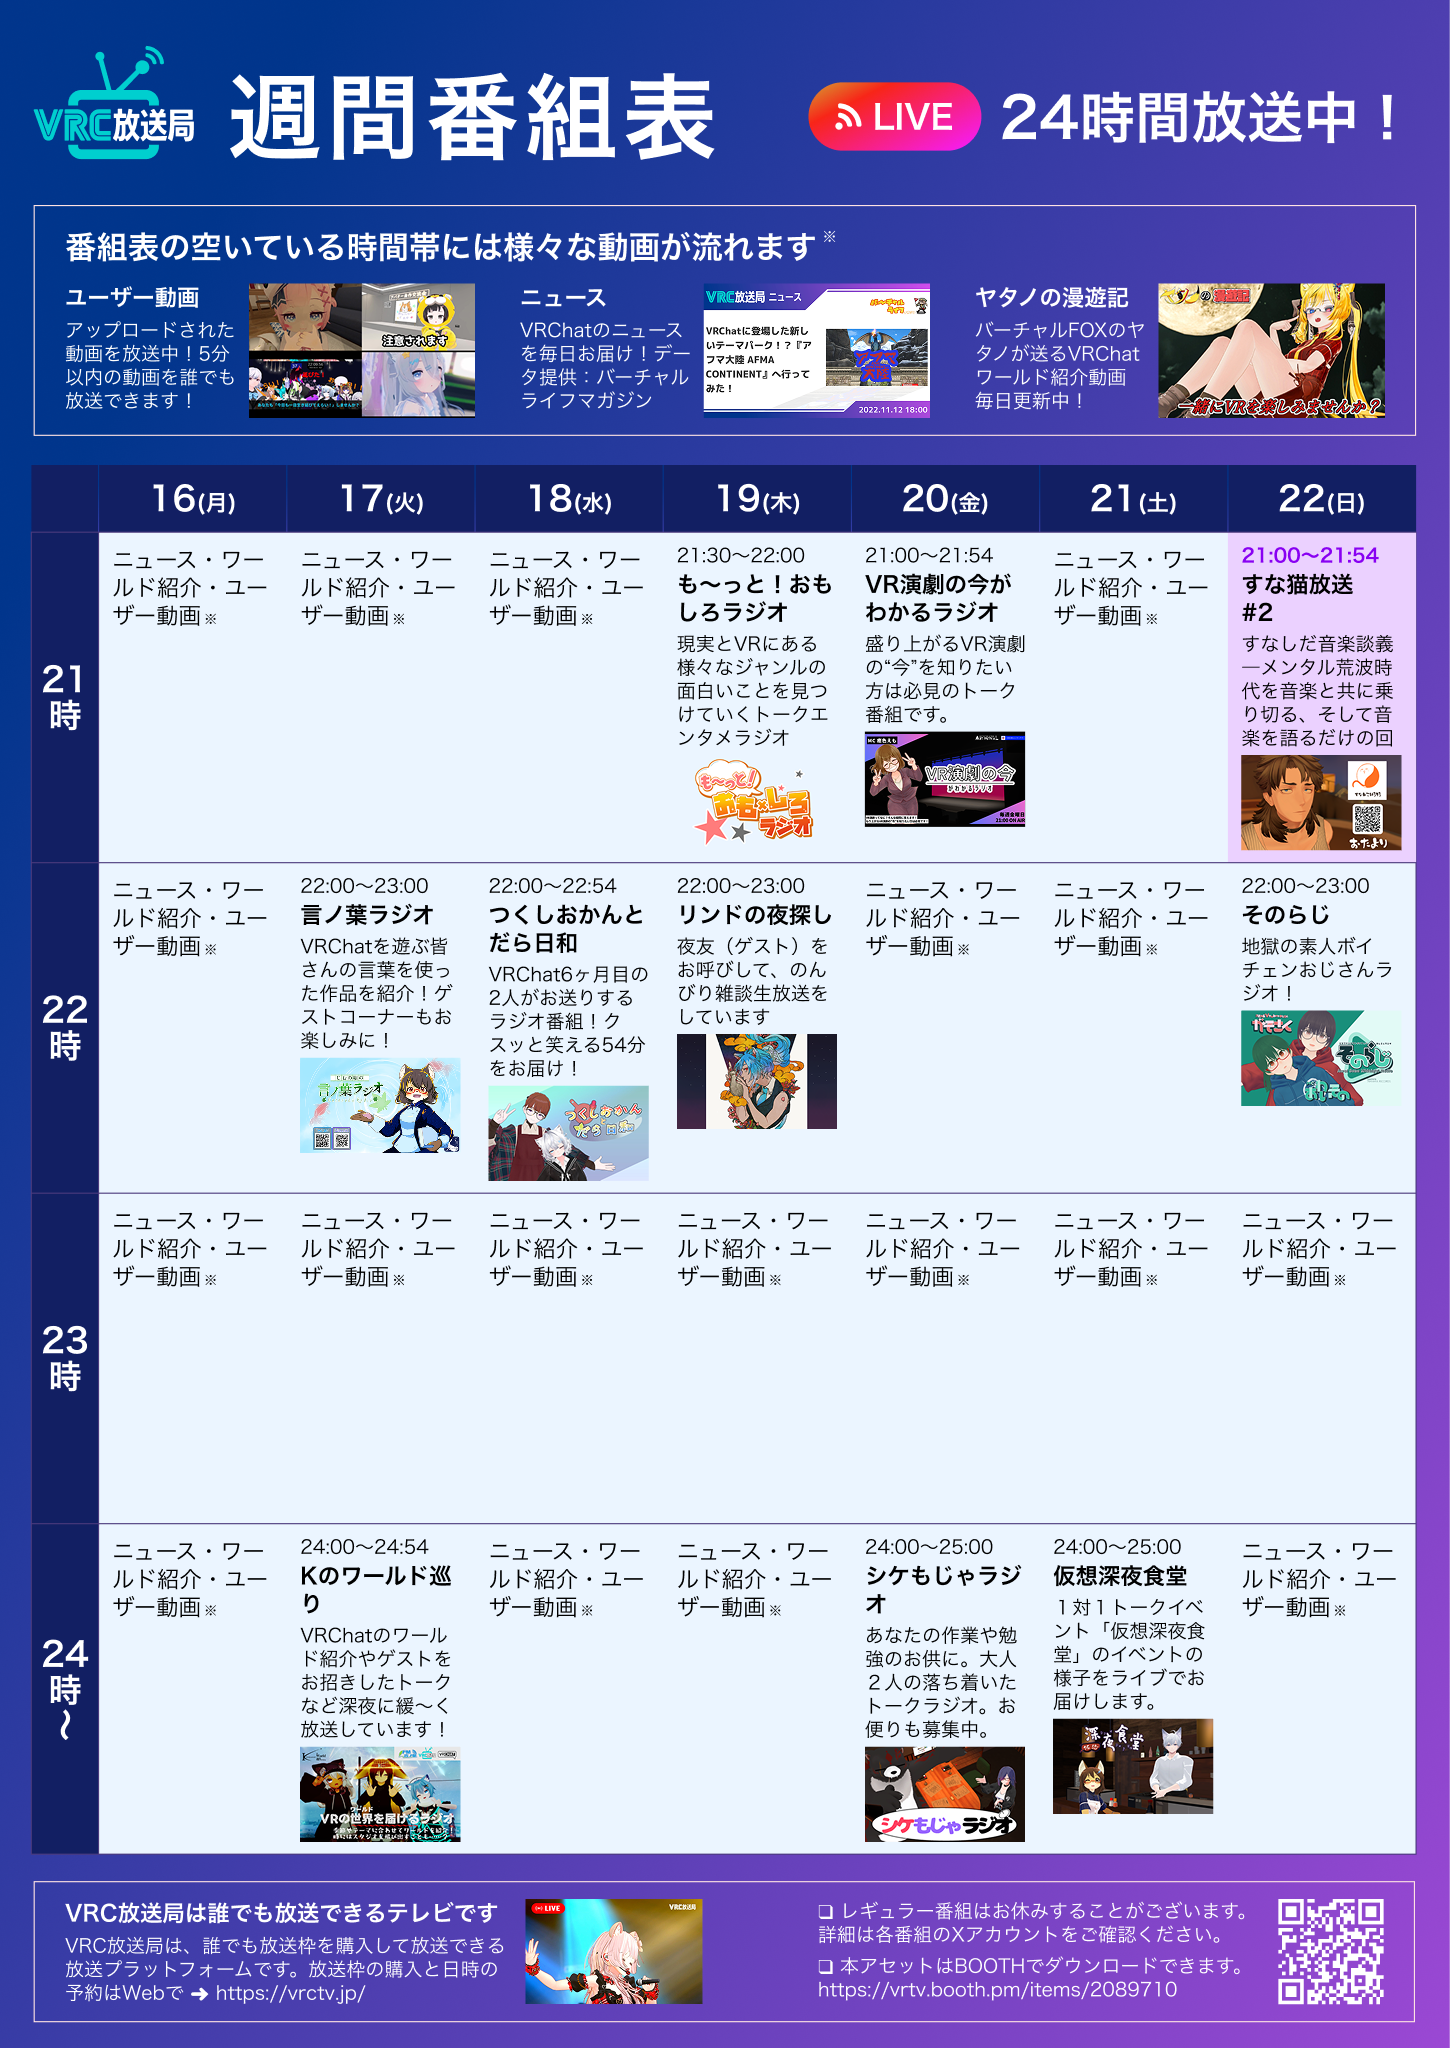 VRC放送局
週間番組表
LIVE
24時間放送中！
番組表の空いている時間帯には様々な動画が流れます※
ユーザー動画
アップロードされた
動画を放送中！5分
以内の動画を誰でも
放送できます！
注意されます
ニュース
VRChatのニュース
を毎日お届け！デー
タ提供：バーチャル
ライフマガジン
VRC放送局 ニュース
VRChatに登場した新し
いテーマパーク！？『ア
フマ大陸 AFMA
CONTINENT』へ行って
みた！
アフマ
大陸
2022.11.12 18:00
ヤタノの漫遊記
バーチャルFOXのヤ
タノが送るVRChat
ワールド紹介動画
毎日更新中！
一緒にVRを楽しみませんか？
16(月)
17(火)
18(水)
19(木)
20(金)
21(土)
22(日)
21
時
ニュース・ワー
ルド紹介・ユー
ザー動画※
ニュース・ワー
ルド紹介・ユー
ザー動画※
ニュース・ワー
ルド紹介・ユー
ザー動画※
21:30〜22:00
も〜っと！おも
しろラジオ
現実とVRにある
様々なジャンルの
面白いことを見つ
けていくトークエ
ンタメラジオ
も〜っと!
おもしろ
ラジオ
21:00〜21:54
VR演劇の今が
わかるラジオ
盛り上がるVR演劇
の“今”を知りたい
方は必見のトーク
番組です。
VR演劇の今
がわかるラジオ
毎週金曜日
21:00 ON AIR
ニュース・ワー
ルド紹介・ユー
ザー動画※
21:00〜21:54
すな猫放送
#2
すなしだ音楽談義
―メンタル荒波時
代を音楽と共に乗
り切る、そして音
楽を語るだけの回
おたより
22
時
ニュース・ワー
ルド紹介・ユー
ザー動画※
22:00〜23:00
言ノ葉ラジオ
VRChatを遊ぶ皆
さんの言葉を使っ
た作品を紹介！ゲ
ストコーナーもお
楽しみに！
言ノ葉ラジオ
22:00〜22:54
つくしおかんと
だら日和
VRChat6ヶ月目の
2人がお送りする
ラジオ番組！ク
スッと笑える54分
をお届け！
つくしおかん
と
だら日和
22:00〜23:00
リンドの夜探し
夜友（ゲスト）を
お呼びして、のん
びり雑談生放送を
しています
ニュース・ワー
ルド紹介・ユー
ザー動画※
ニュース・ワー
ルド紹介・ユー
ザー動画※
22:00〜23:00
そのらじ
地獄の素人ボイ
チェンおじさんラ
ジオ！
そのらじ
23
時
ニュース・ワー
ルド紹介・ユー
ザー動画※
ニュース・ワー
ルド紹介・ユー
ザー動画※
ニュース・ワー
ルド紹介・ユー
ザー動画※
ニュース・ワー
ルド紹介・ユー
ザー動画※
ニュース・ワー
ルド紹介・ユー
ザー動画※
ニュース・ワー
ルド紹介・ユー
ザー動画※
ニュース・ワー
ルド紹介・ユー
ザー動画※
24
時
〜
ニュース・ワー
ルド紹介・ユー
ザー動画※
24:00〜24:54
Kのワールド巡
り
VRChatのワール
ド紹介やゲストを
お招きしたトーク
など深夜に緩〜く
放送しています！
ワールド
VRの世界を届けるラジオ
ニュース・ワー
ルド紹介・ユー
ザー動画※
ニュース・ワー
ルド紹介・ユー
ザー動画※
24:00〜25:00
シケもじゃラジ
オ
あなたの作業や勉
強のお供に。大人
２人の落ち着いた
トークラジオ。お
便りも募集中。
シケもじゃラジオ
24:00〜25:00
仮想深夜食堂
１対１トークイベ
ント「仮想深夜食
堂」のイベントの
様子をライブでお
届けします。
深夜食堂
ニュース・ワー
ルド紹介・ユー
ザー動画※
VRC放送局は誰でも放送できるテレビです
VRC放送局は、誰でも放送枠を購入して放送できる
放送プラットフォームです。放送枠の購入と日時の
予約はWebで ➜ https://vrctv.jp/
LIVE
VRC放送局
❏ レギュラー番組はお休みすることがございます。
詳細は各番組のXアカウントをご確認ください。
❏ 本アセットはBOOTHでダウンロードできます。
https://vrtv.booth.pm/items/2089710